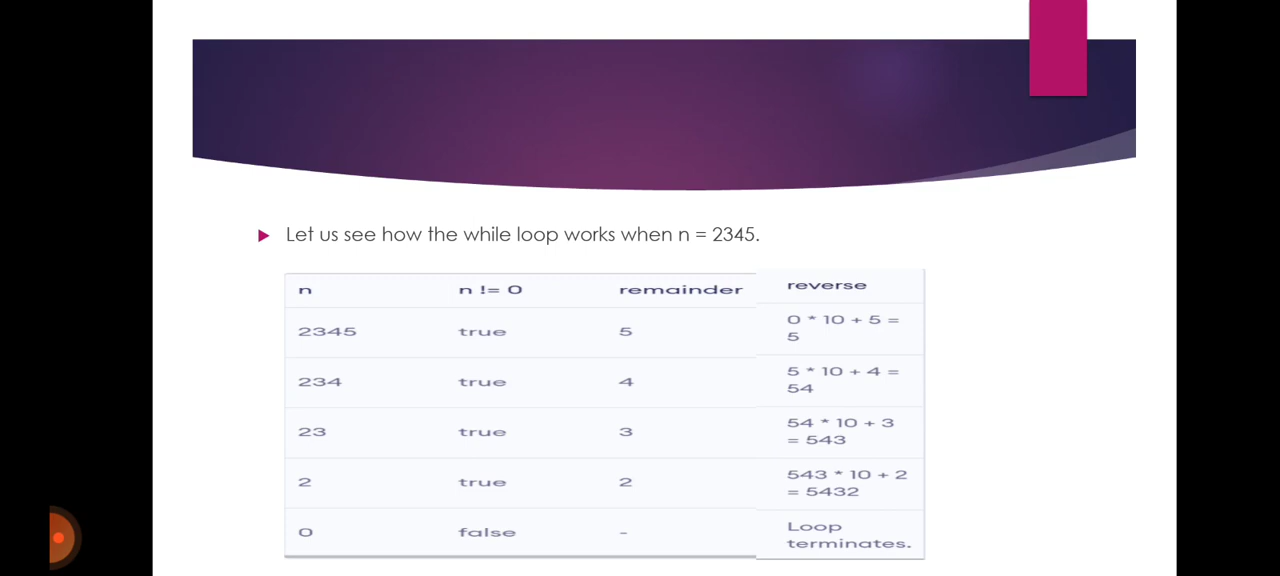 Let us see how the while loop works when n = 2345.
n n != 0 remainder reverse
2345 true 5 0 * 10 + 5 =
5
234 true 4 5 * 10 + 4 =
54
23 true 3 54 * 10 + 3
= 543
2 true 2 543 * 10 + 2
= 5432
0 false - Loop
terminates.